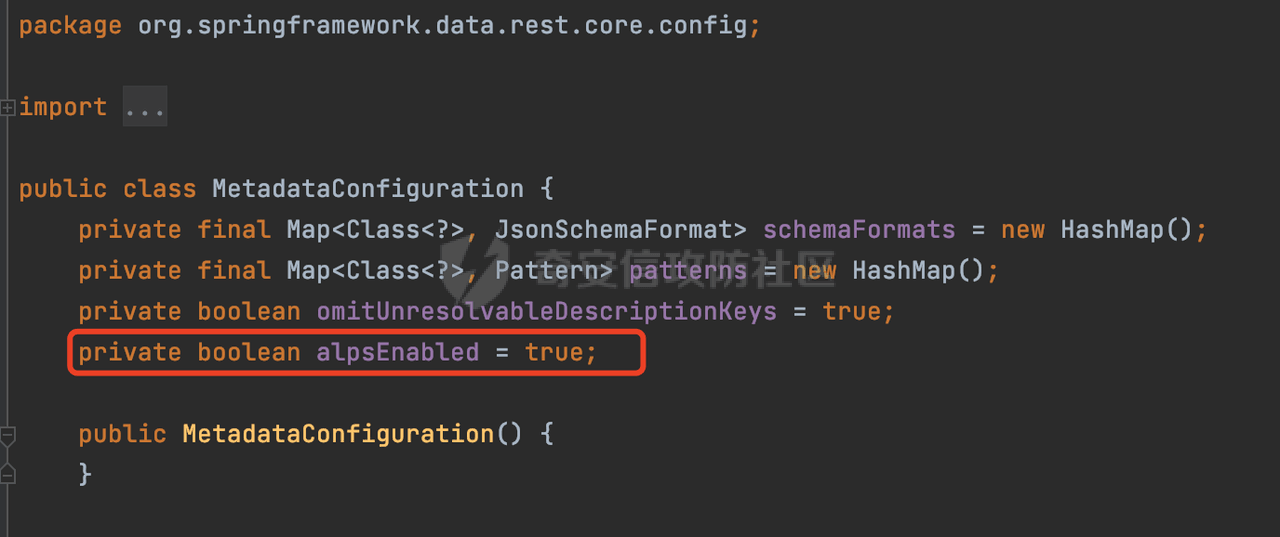 package org.springframework.data.rest.core.config;
import ...
public class MetadataConfiguration {
private final Map<Class<?>, JsonSchemaFormat> schemaFormats = new HashMap();
奇安信攻防社区
private final Map<Class<?>, Pattern> patterns = new HashMap();
private boolean omitUnresolvableDescriptionKeys = true;
private boolean alpsEnabled = true;
public MetadataConfiguration() {
}